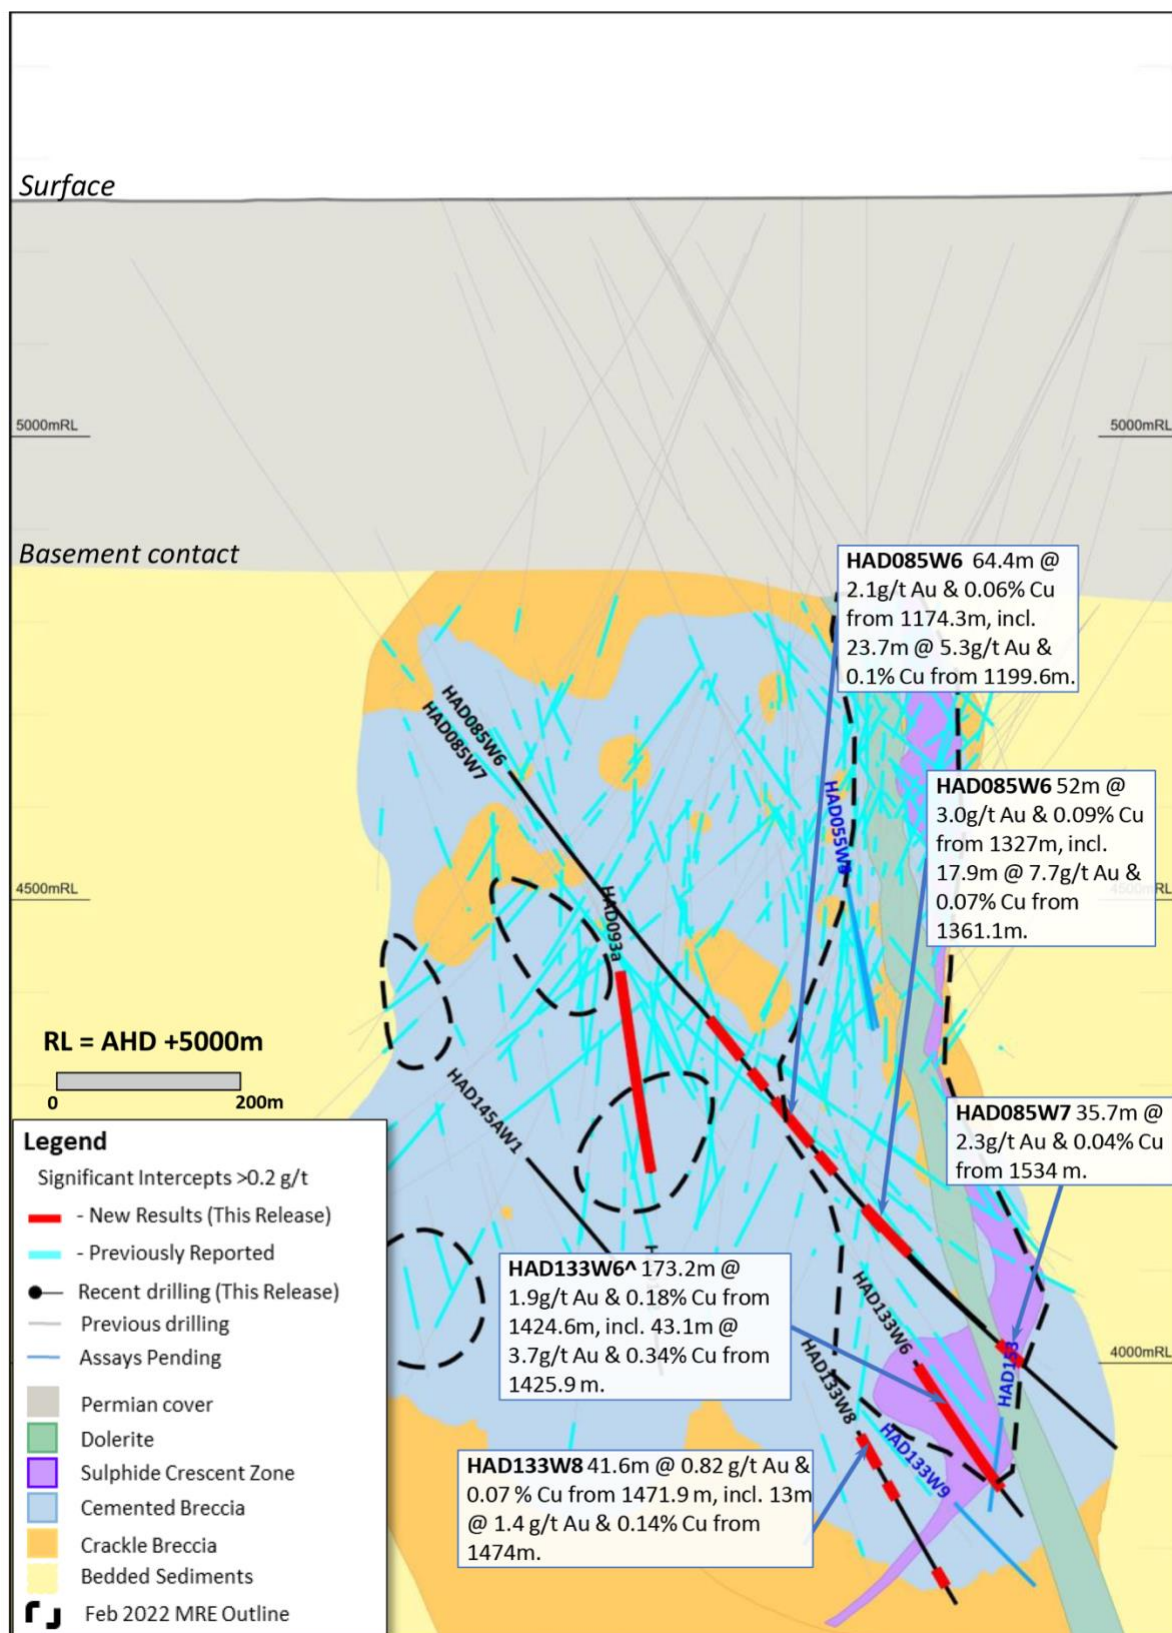 Surface
5000mRL
5000mRL
Basement contact
HAD085W6 64.4m @
2.1g/t Au & 0.06% Cu
from 1174.3m, incl.
23.7m @ 5.3g/t Au &
0.1% Cu from 1199.6m.
HAD085W6
HAD085W7
HAD085W6 52m @
3.0g/t Au & 0.09% Cu
from 1327m, incl.
17.9m @ 7.7g/t Au &
0.07% Cu from
1361.1m.
4500mRL
4500mRL
HAD093a
RL = AHD +5000m
0 200m
HAD145AW1
HAD085W7 35.7m @
2.3g/t Au & 0.04% Cu
from 1534 m.
HAD133W6^ 173.2m @
1.9g/t Au & 0.18% Cu from
1424.6m, incl. 43.1m @
3.7g/t Au & 0.34% Cu from
1425.9 m.
HAD133W6
HAD133W8
HAD153
4000mRL
HAD133W9
HAD133W8 41.6m @ 0.82 g/t Au &
0.07 % Cu from 1471.9 m, incl. 13m
@ 1.4 g/t Au & 0.14% Cu from
1474m.
Legend
Significant Intercepts >0.2 g/t
- New Results (This Release)
- Previously Reported
Recent drilling (This Release)
Previous drilling
Assays Pending
Permian cover
Dolerite
Sulphide Crescent Zone
Cemented Breccia
Crackle Breccia
Bedded Sediments
Feb 2022 MRE Outline